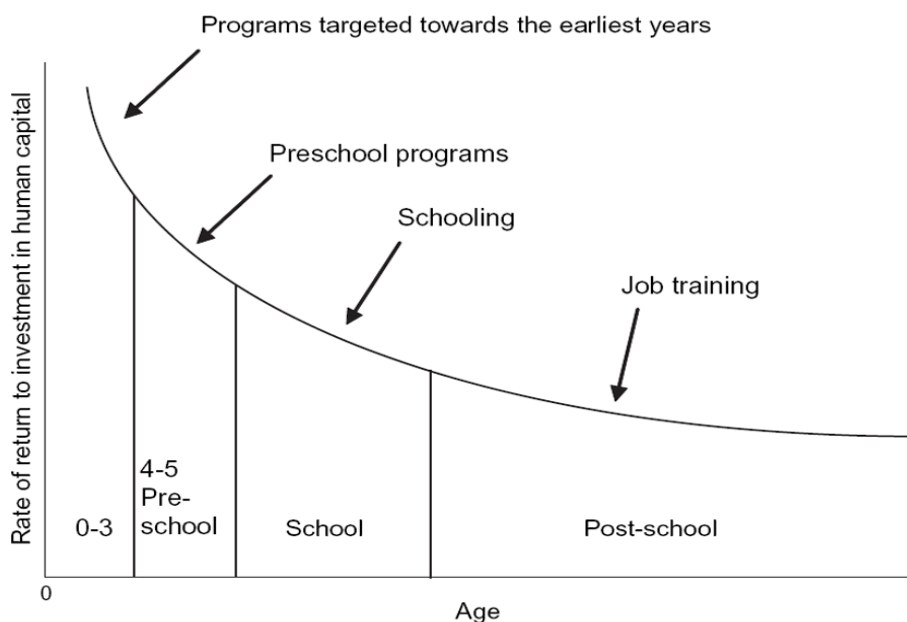 Programs targeted towards the earliest years
Preschool programs
Schooling
Job training
Rate of return to investment in human capital
0-3
4-5
Pre-
school
School
Post-school
0
Age